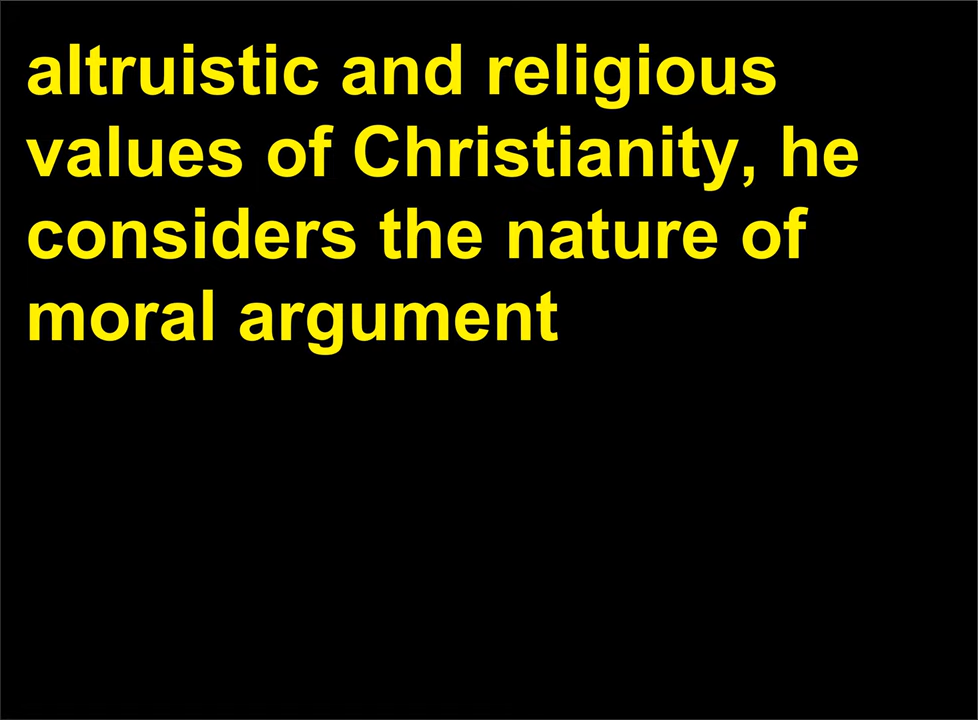 altruistic and religious
values of Christianity, he
considers the nature of
moral argument